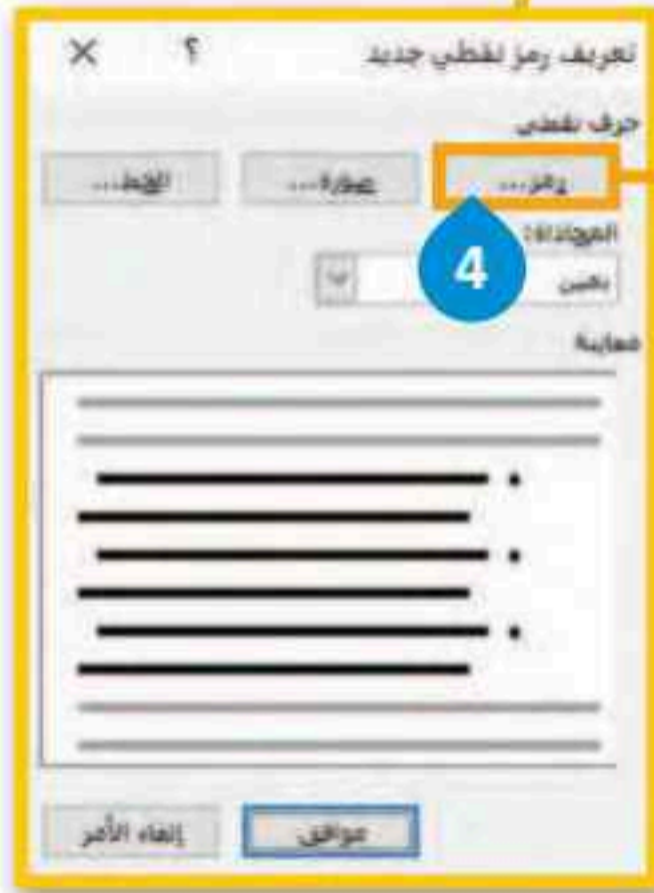 تعريف رمز نقطي جديد ؟ ×
حرف نقطي
رمز... صورة... الخط...
4
المحاذاة:
يمين
معاينة
موافق إلغاء الأمر